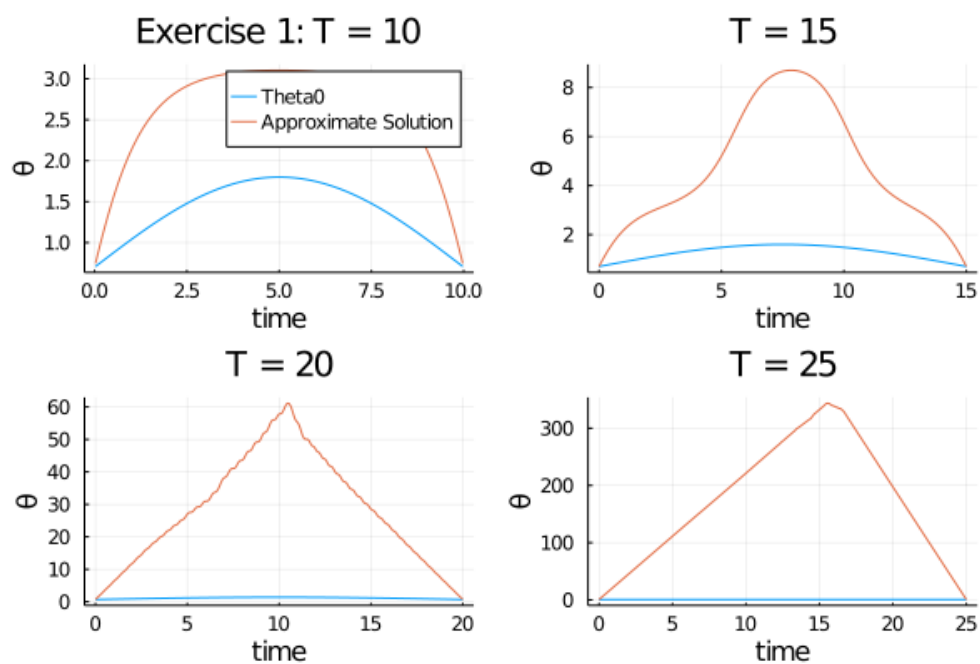 Exercise 1: T = 10
3.0
2.5
2.0
1.5
1.0
θ
Theta0
Approximate Solution
0.0 2.5 5.0 7.5 10.0
time
T = 15
8
6
4
2
θ
0 5 10 15
time
T = 20
60
50
40
30
20
10
0
θ
0 5 10 15 20
time
T = 25
300
200
100
0
θ
0 5 10 15 20 25
time